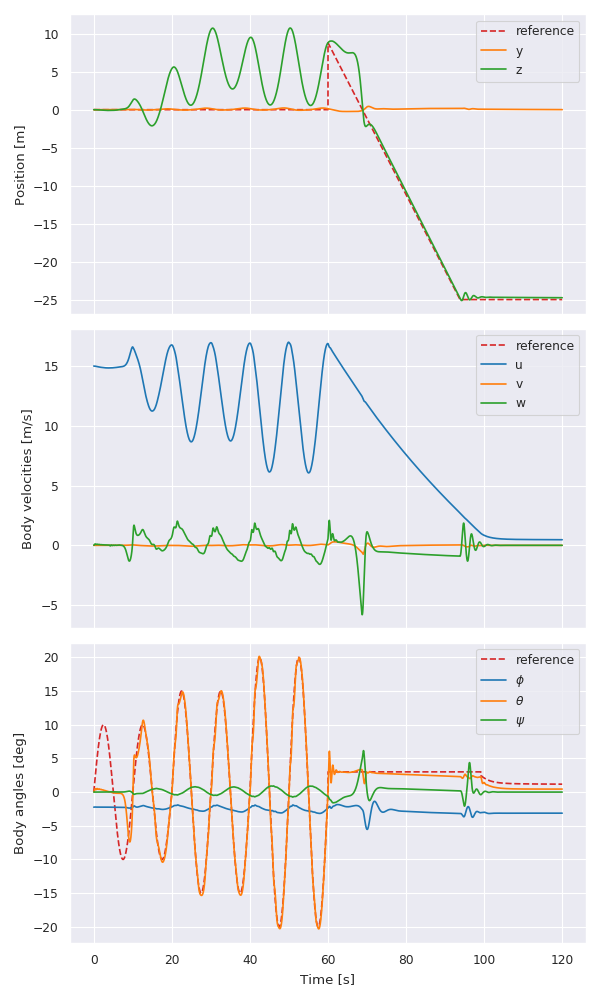 10
5
0
−5
−10
−15
−20
−25
Position [m]
reference
y
z
15
10
5
0
−5
Body velocities [m/s]
reference
u
v
w
20
15
10
5
0
−5
−10
−15
−20
Body angles [deg]
reference
ϕ
θ
ψ
0 20 40 60 80 100 120
Time [s]